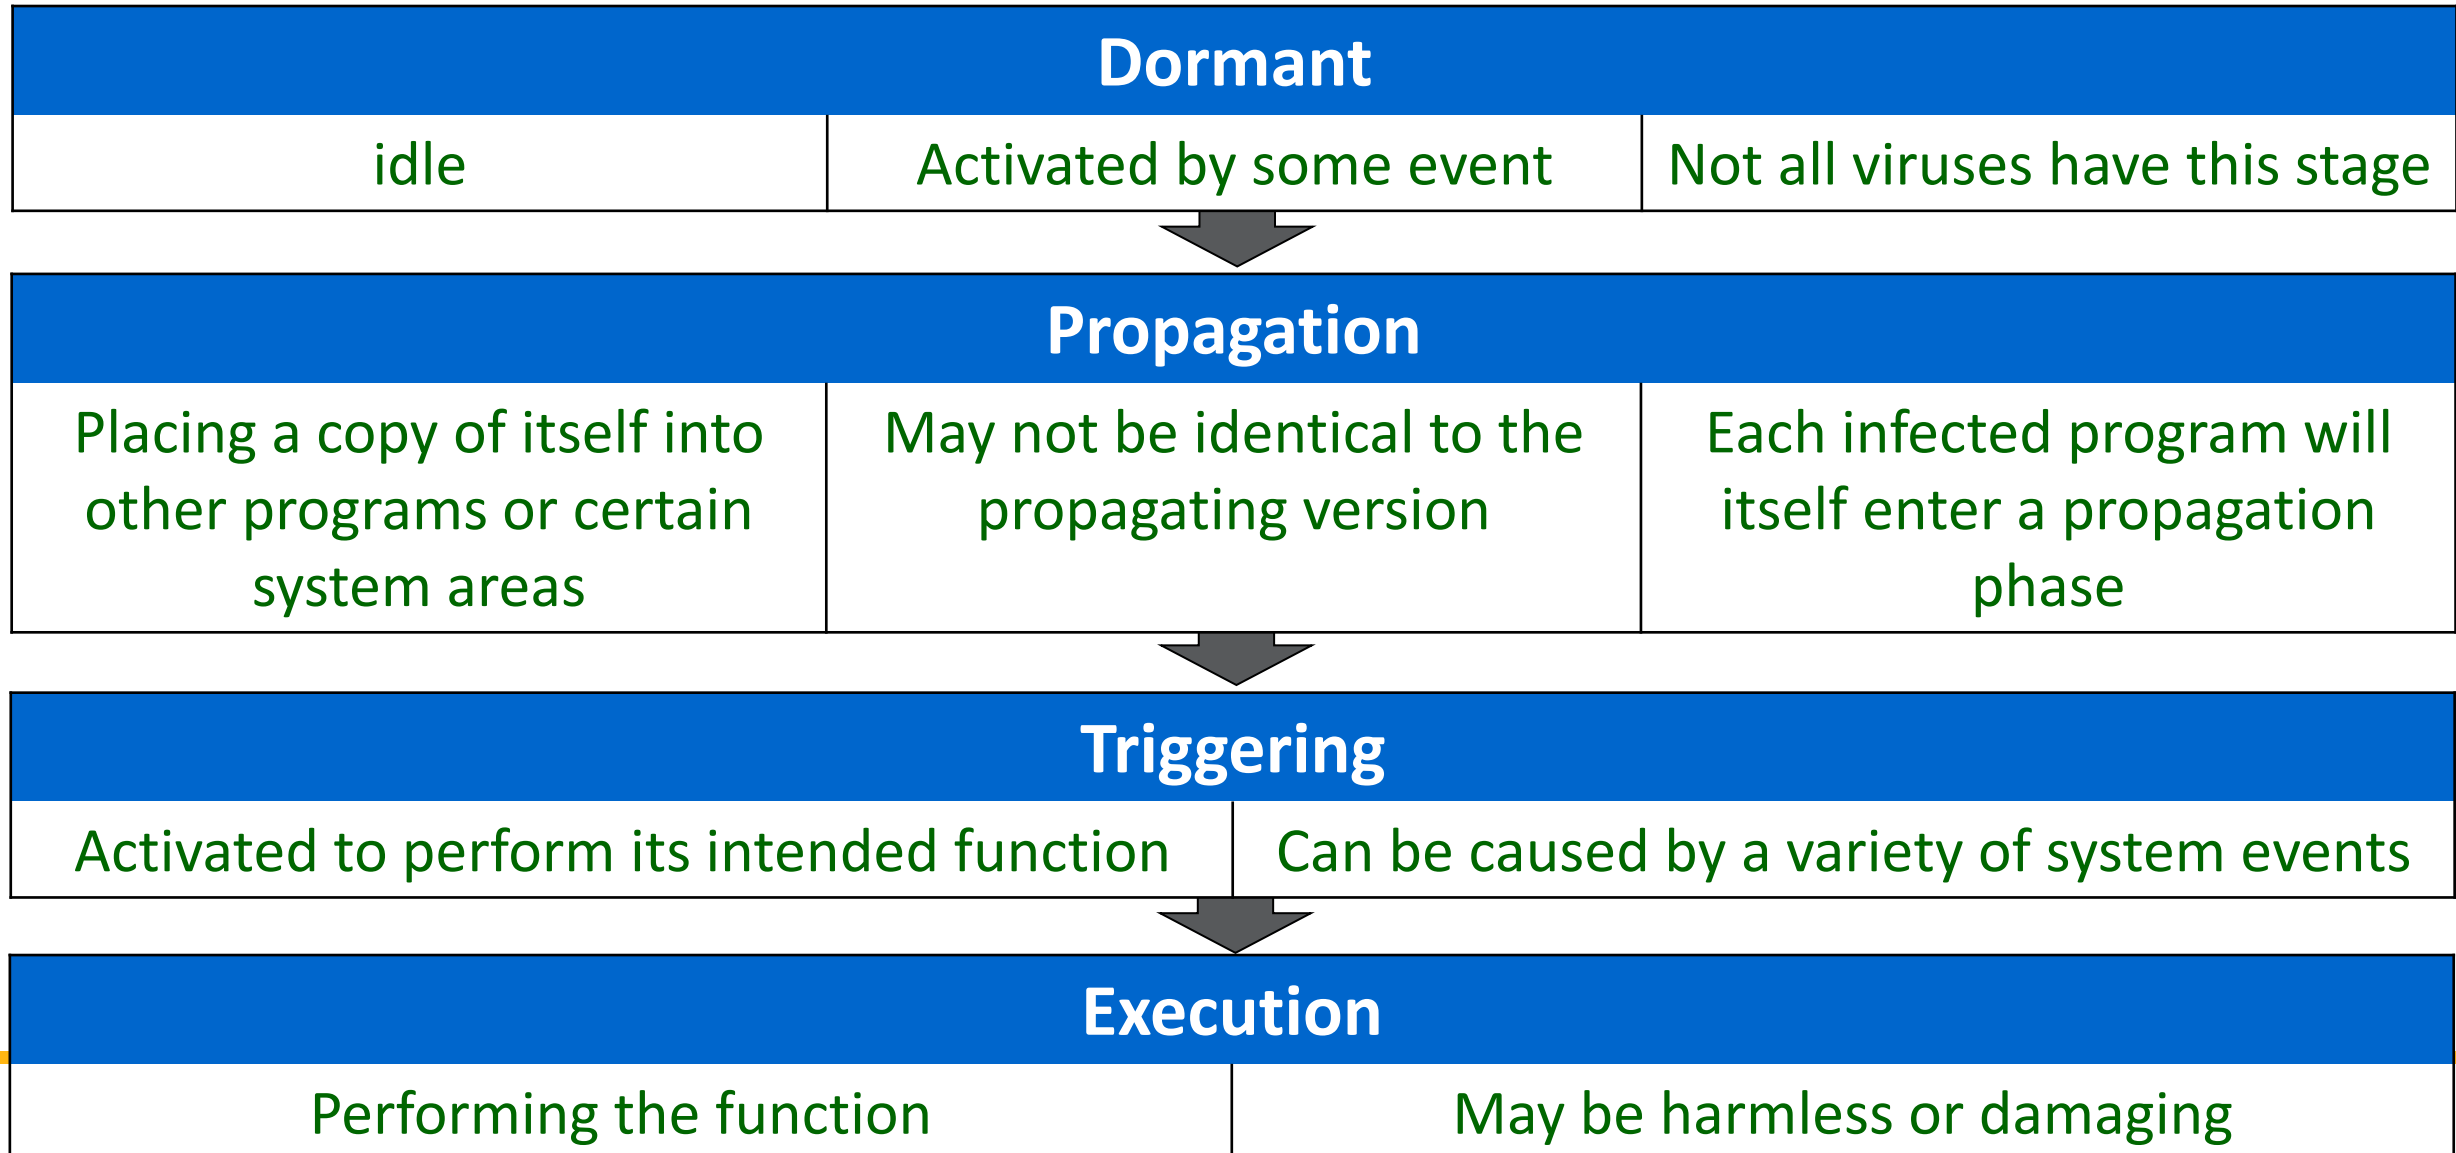 Dormant
idle
Activated by some event
Not all viruses have this stage
Propagation
Placing a copy of itself into
other programs or certain
system areas
May not be identical to the
propagating version
Each infected program will
itself enter a propagation
phase
Triggering
Activated to perform its intended function
Can be caused by a variety of system events
Execution
Performing the function
May be harmless or damaging